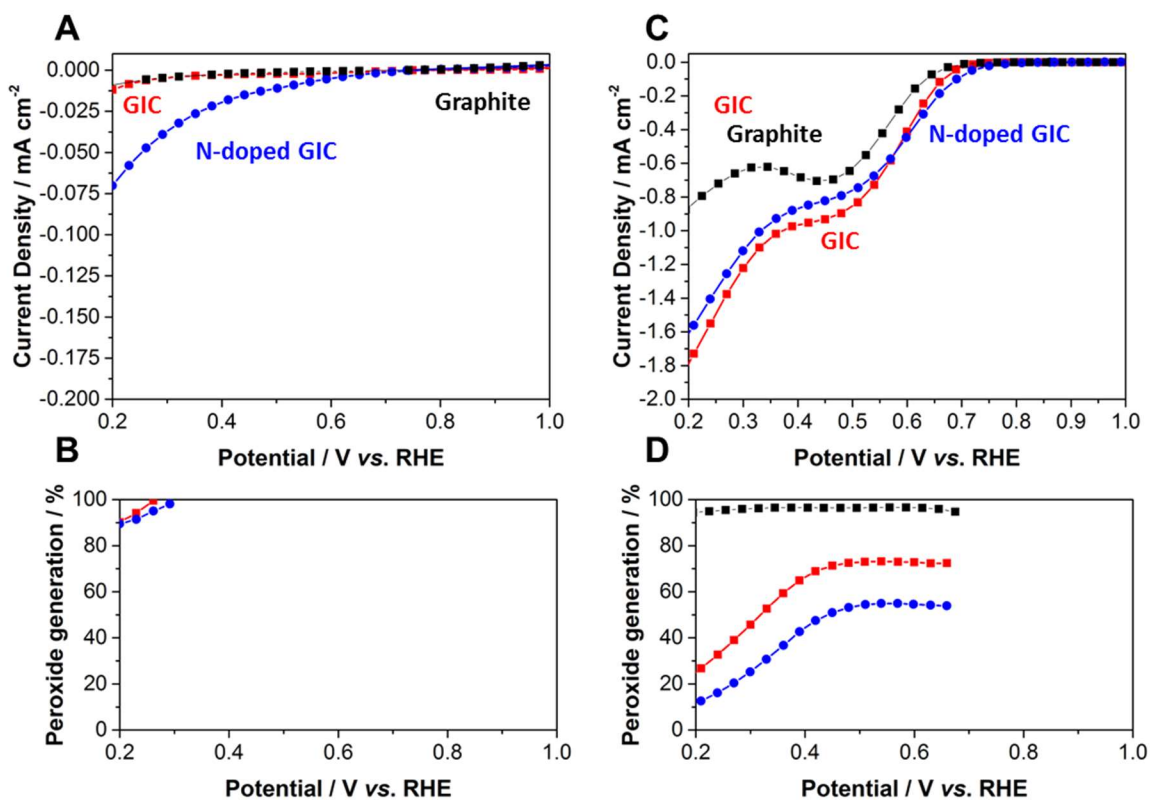 A
0.000
-0.025
-0.050
-0.075
-0.100
-0.125
-0.150
-0.175
-0.200
Current Density / mA cm-2
GIC
Graphite
N-doped GIC
0.2 0.4 0.6 0.8 1.0
Potential / V vs. RHE
C
0.0
-0.2
-0.4
-0.6
-0.8
-1.0
-1.2
-1.4
-1.6
-1.8
-2.0
Current Density / mA cm-2
GIC
Graphite
N-doped GIC
GIC
0.2 0.3 0.4 0.5 0.6 0.7 0.8 0.9 1.0
Potential / V vs. RHE
B
100
80
60
40
20
0
Peroxide generation / %
0.2 0.4 0.6 0.8 1.0
Potential / V vs. RHE
D
100
80
60
40
20
0
Peroxide generation / %
0.2 0.4 0.6 0.8 1.0
Potential / V vs. RHE